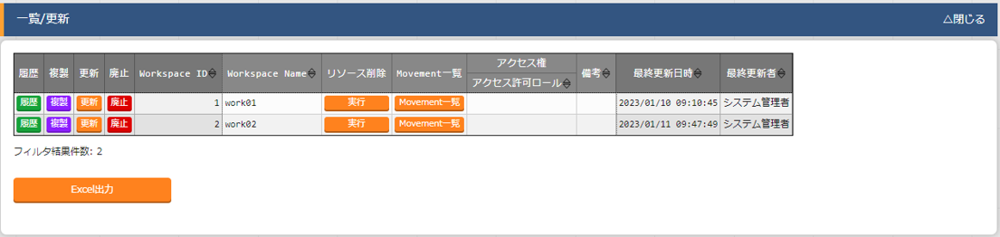 一覧/更新 △閉じる
履歴 複製 更新 廃止 Workspace ID Workspace Name リソース削除 Movement一覧 アクセス権 備考 最終更新日時 最終更新者
アクセス許可ロール
履歴 複製 更新 廃止 1 work01 実行 Movement一覧 2023/01/10 09:10:45 システム管理者
履歴 複製 更新 廃止 2 work02 実行 Movement一覧 2023/01/11 09:47:49 システム管理者
フィルタ結果件数: 2
Excel出力